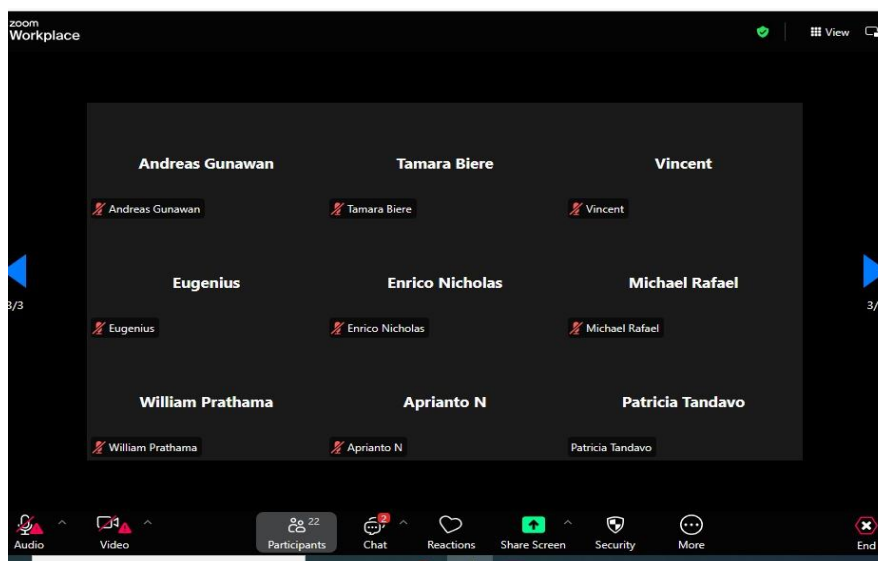 zoom
Workplace
View
Andreas Gunawan
Tamara Biere
Vincent
Andreas Gunawan
Tamara Biere
Vincent
Eugenius
Enrico Nicholas
Michael Rafael
3/3
3/
Eugenius
Enrico Nicholas
Michael Rafael
William Prathama
Aprianto N
Patricia Tandavo
William Prathama
Aprianto N
Patricia Tandavo
22
2
Audio
Video
Participants
Chat
Reactions
Share Screen
Security
More
End